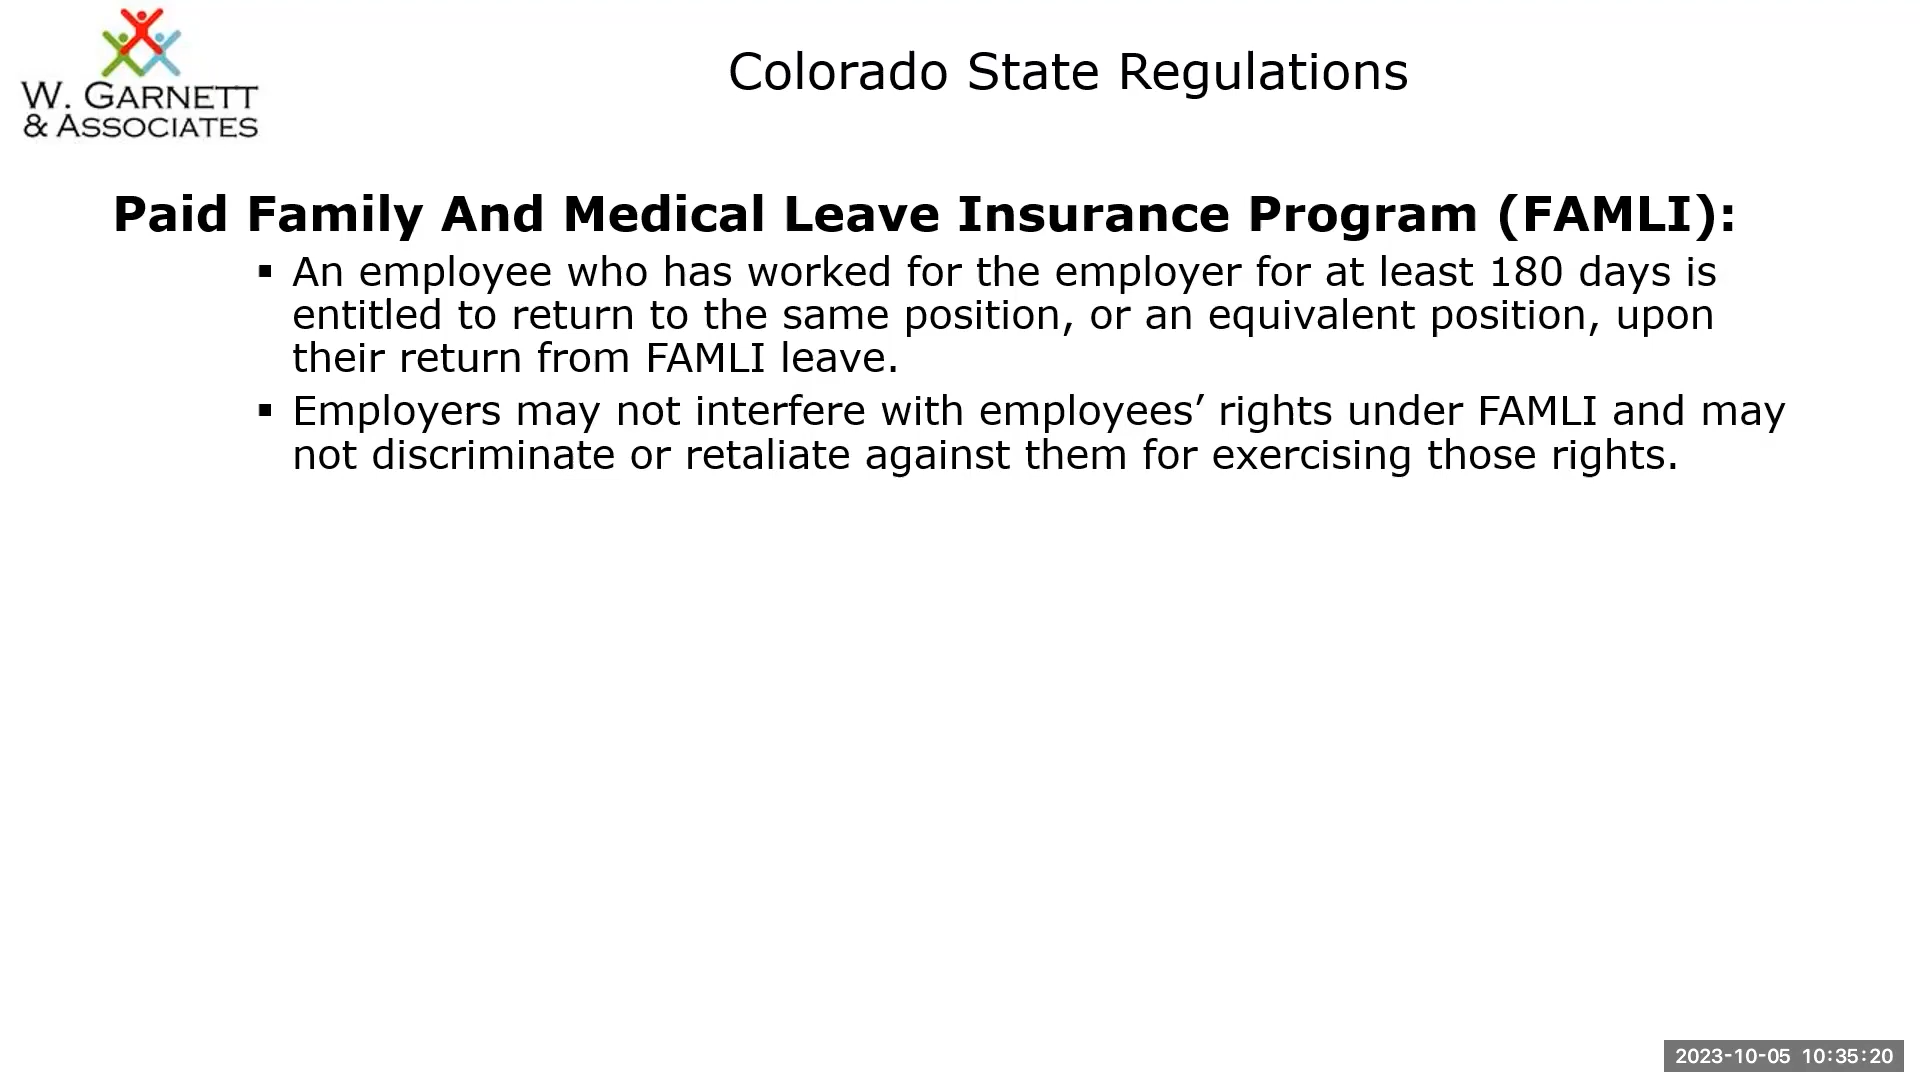 W. GARNETT
& ASSOCIATES
Colorado State Regulations
Paid Family And Medical Leave Insurance Program (FAMLI):
▪ An employee who has worked for the employer for at least 180 days is
entitled to return to the same position, or an equivalent position, upon
their return from FAMLI leave.
▪ Employers may not interfere with employees’ rights under FAMLI and may
not discriminate or retaliate against them for exercising those rights.
2023-10-05 10:35:20